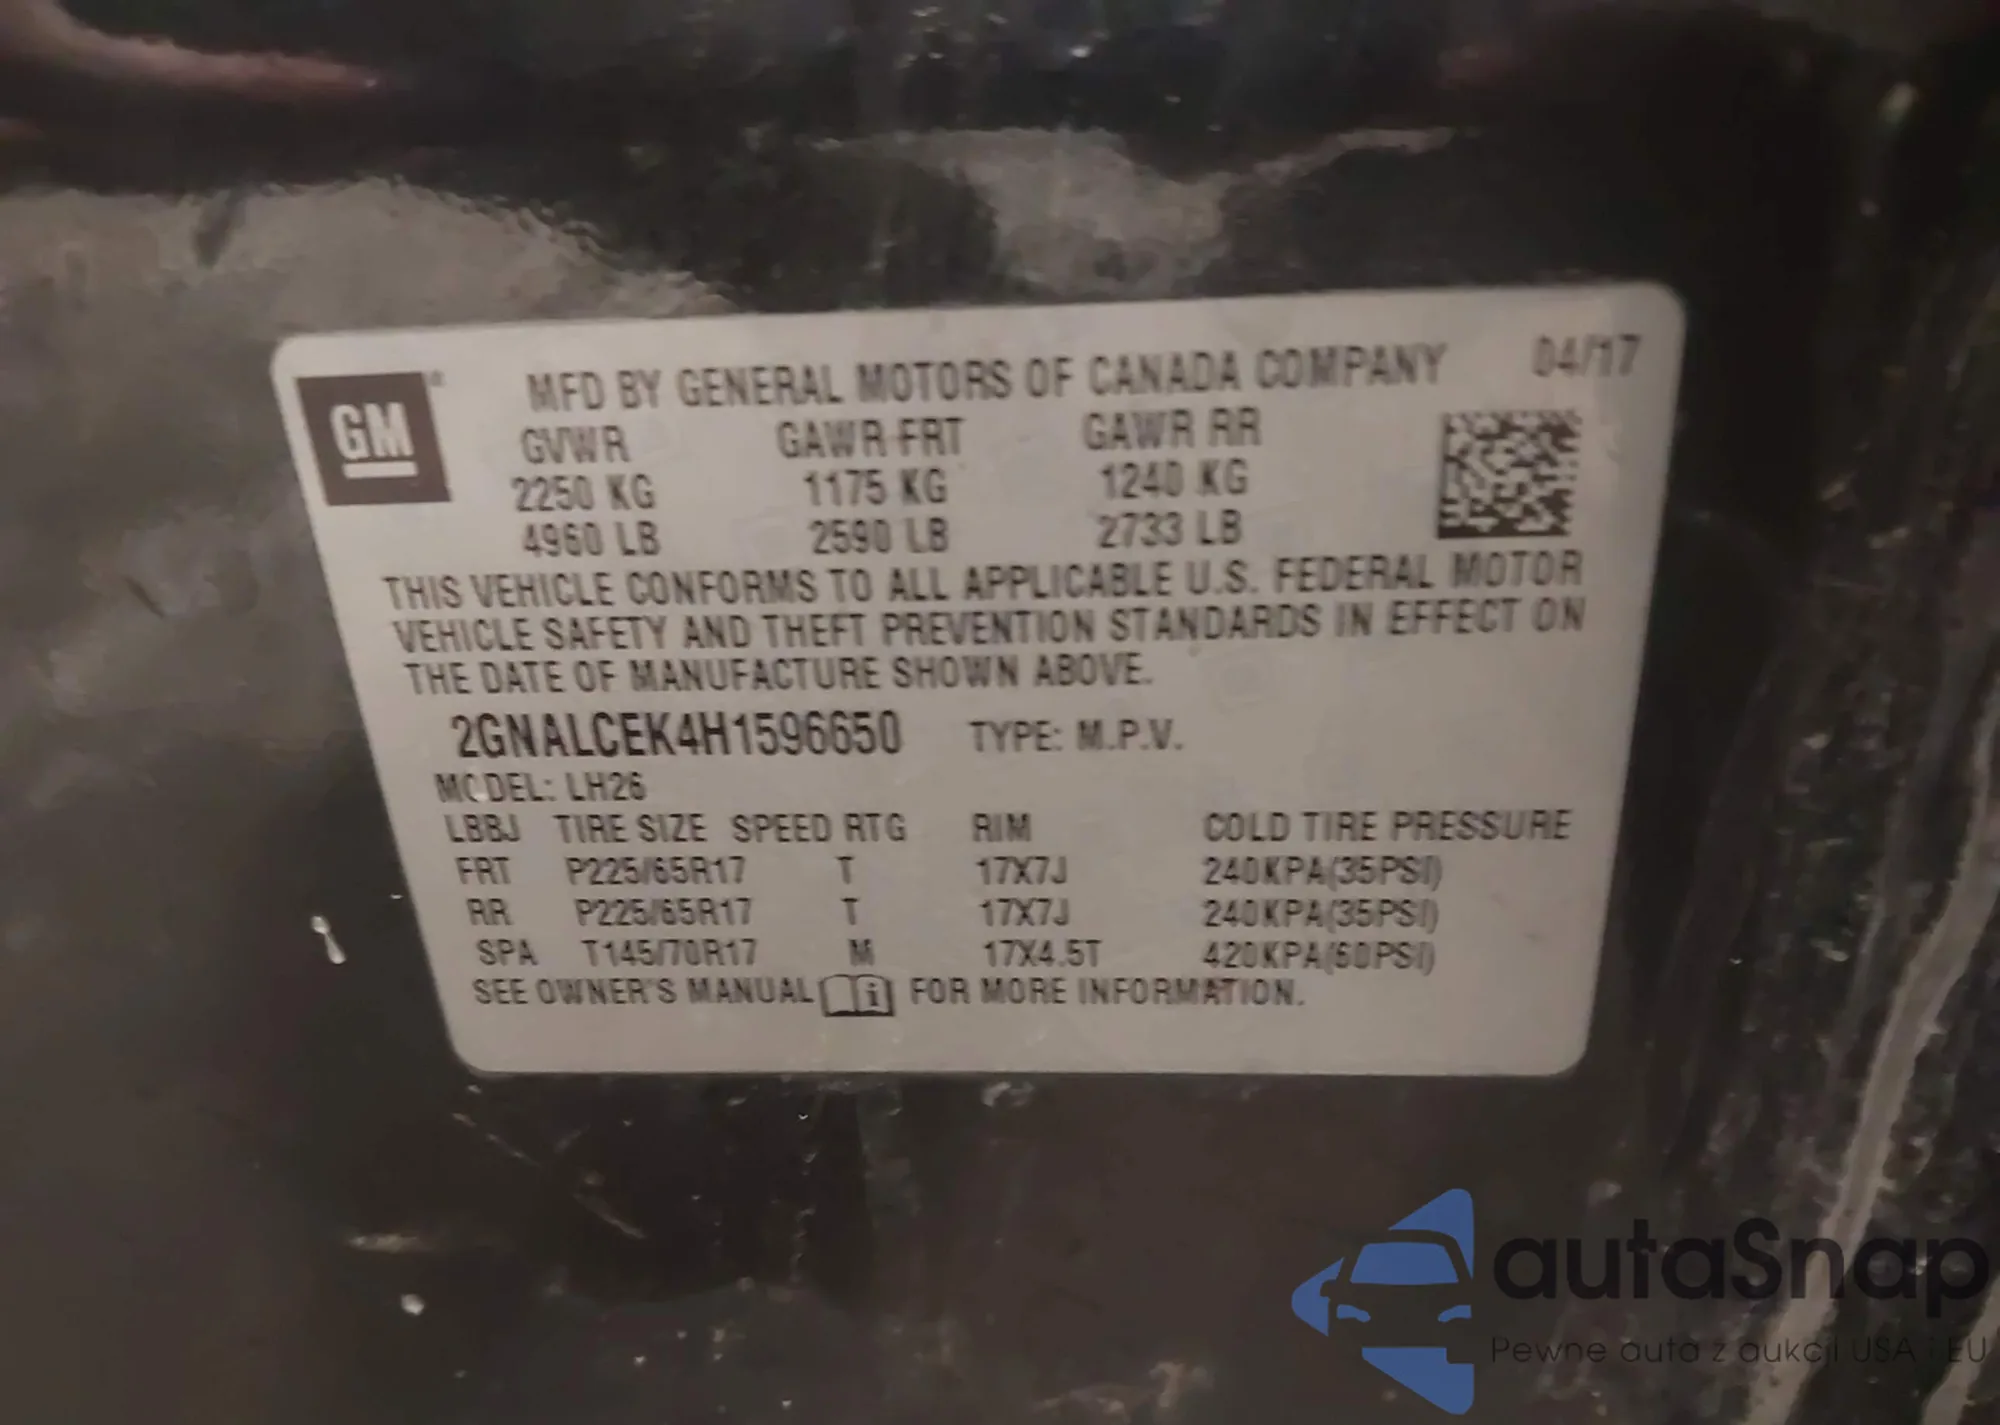 GM
MFD BY GENERAL MOTORS OF CANADA COMPANY 04/17
GVWR GAWR FRT GAWR RR
2250 KG 1175 KG 1240 KG
4960 LB 2590 LB 2733 LB
THIS VEHICLE CONFORMS TO ALL APPLICABLE U.S. FEDERAL MOTOR
VEHICLE SAFETY AND THEFT PREVENTION STANDARDS IN EFFECT ON
THE DATE OF MANUFACTURE SHOWN ABOVE.
2GNALCEK4H1596650 TYPE: M.P.V.
MODEL: LH26
LBBJ TIRE SIZE SPEED RTG RIM COLD TIRE PRESSURE
FRT P225/65R17 T 17X7J 240KPA(35PSI)
RR P225/65R17 T 17X7J 240KPA(35PSI)
SPA T145/70R17 M 17X4.5T 420KPA(60PSI)
SEE OWNER'S MANUAL FOR MORE INFORMATION.
autaSnap
Pewne auta z aukcji USA i EU